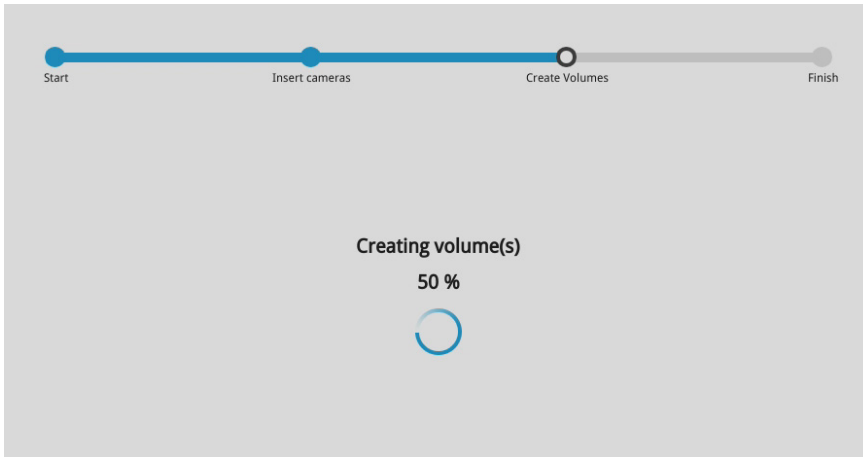 Start
Insert cameras
Create Volumes
Finish
Creating volume(s)
50 %